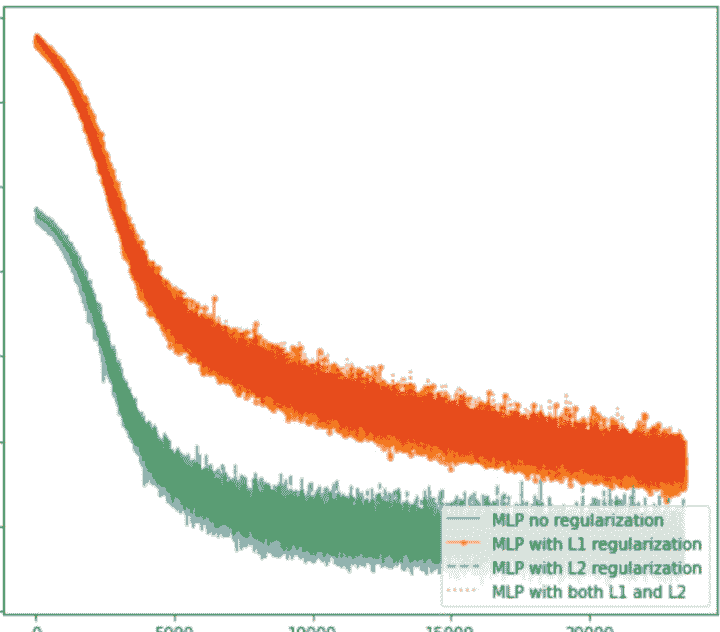 MLP no regularization
MLP with L1 regularization
MLP with L2 regularization
MLP with both L1 and L2
0 5000 10000 15000 20000